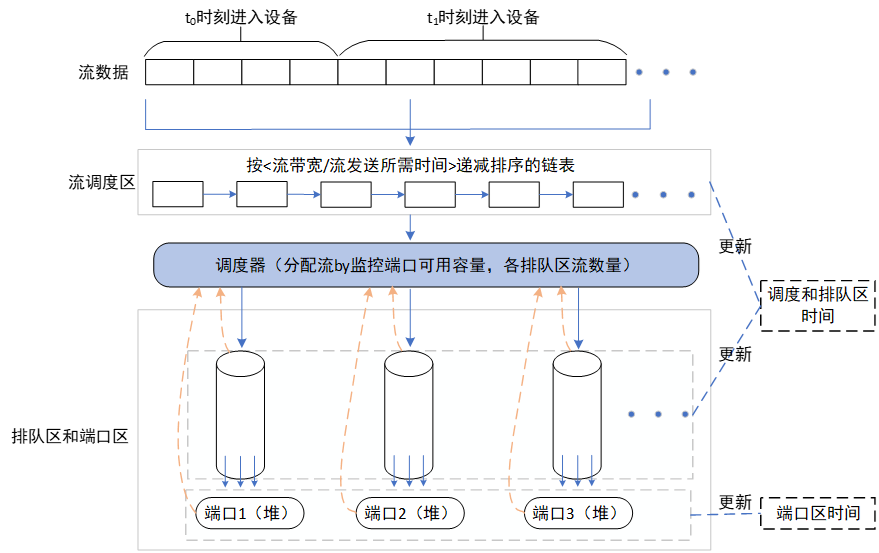 t₀时刻进入设备
t₁时刻进入设备
流数据
按<流带宽/流发送所需时间>递减排序的链表
流调度区
更新
调度器（分配流by监控端口可用容量，各排队区流数量）
调度和排队区
时间
更新
排队区和端口区
端口1（堆）
端口2（堆）
端口3（堆）
更新
端口区时间